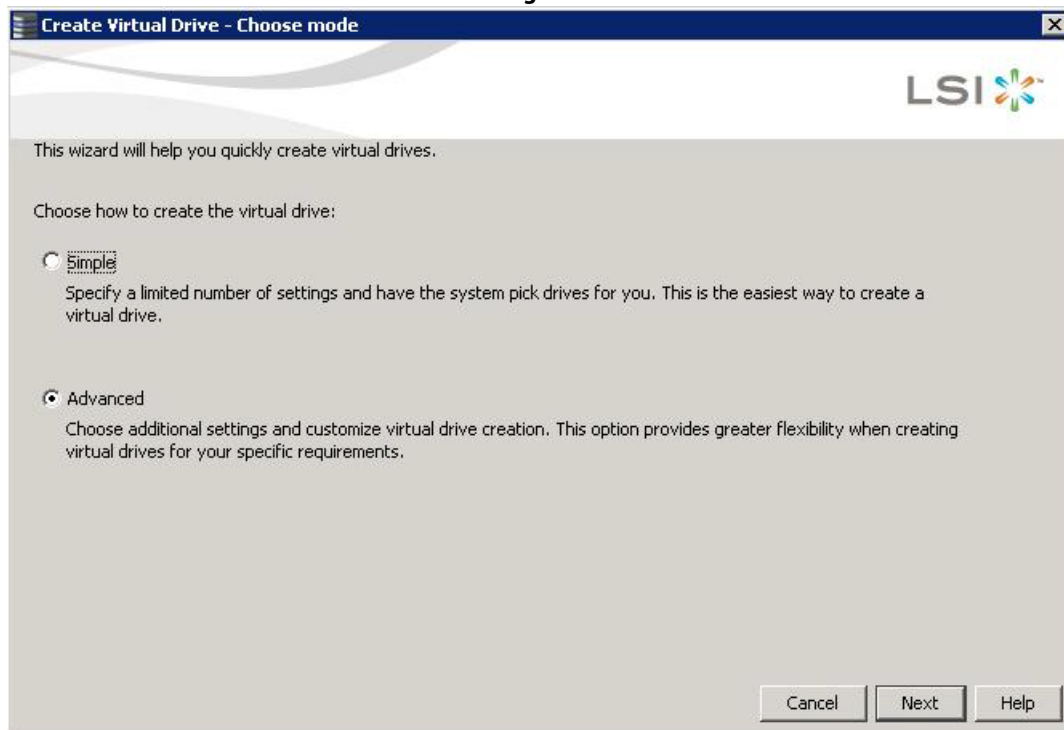 Create Virtual Drive - Choose mode
LSI
This wizard will help you quickly create virtual drives.
Choose how to create the virtual drive:
Simple
Specify a limited number of settings and have the system pick drives for you. This is the easiest way to create a
virtual drive.
Advanced
Choose additional settings and customize virtual drive creation. This option provides greater flexibility when creating
virtual drives for your specific requirements.
Cancel
Next
Help